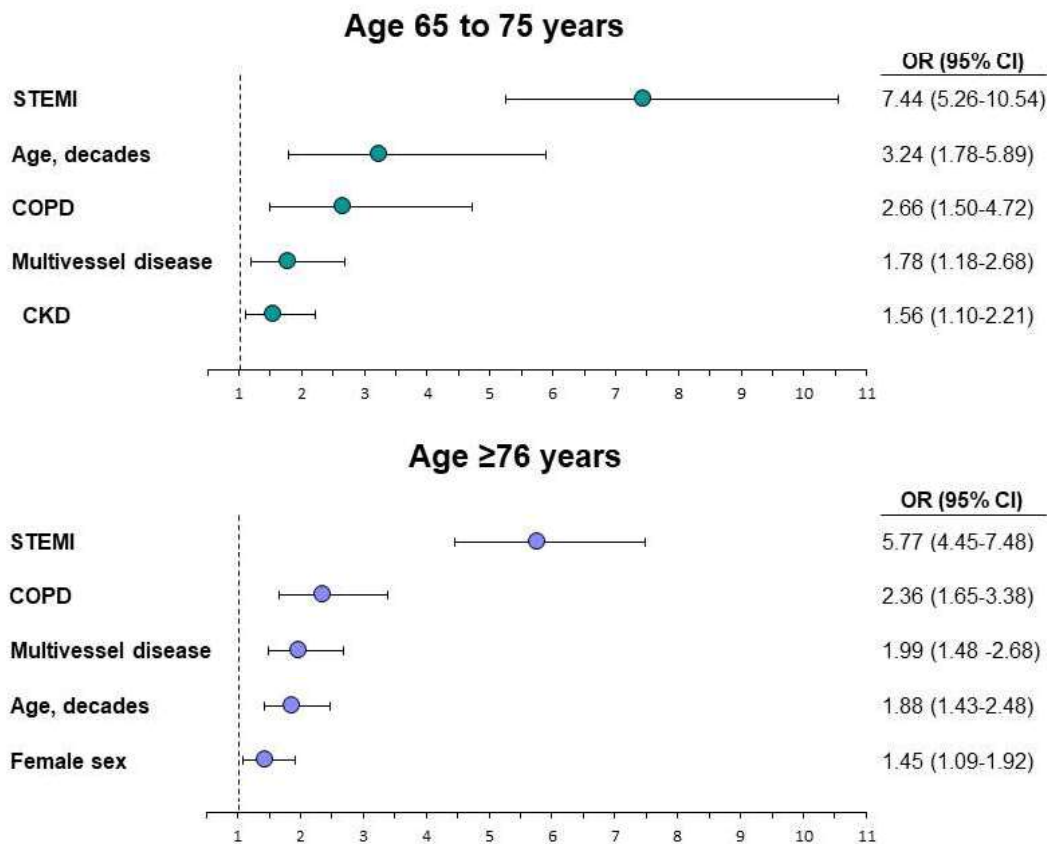 Age 65 to 75 years
OR (95% CI)
STEMI 7.44 (5.26-10.54)
Age, decades 3.24 (1.78-5.89)
COPD 2.66 (1.50-4.72)
Multivessel disease 1.78 (1.18-2.68)
CKD 1.56 (1.10-2.21)
1 2 3 4 5 6 7 8 9 10 11
Age ≥76 years
OR (95% CI)
STEMI 5.77 (4.45-7.48)
COPD 2.36 (1.65-3.38)
Multivessel disease 1.99 (1.48 -2.68)
Age, decades 1.88 (1.43-2.48)
Female sex 1.45 (1.09-1.92)
1 2 3 4 5 6 7 8 9 10 11